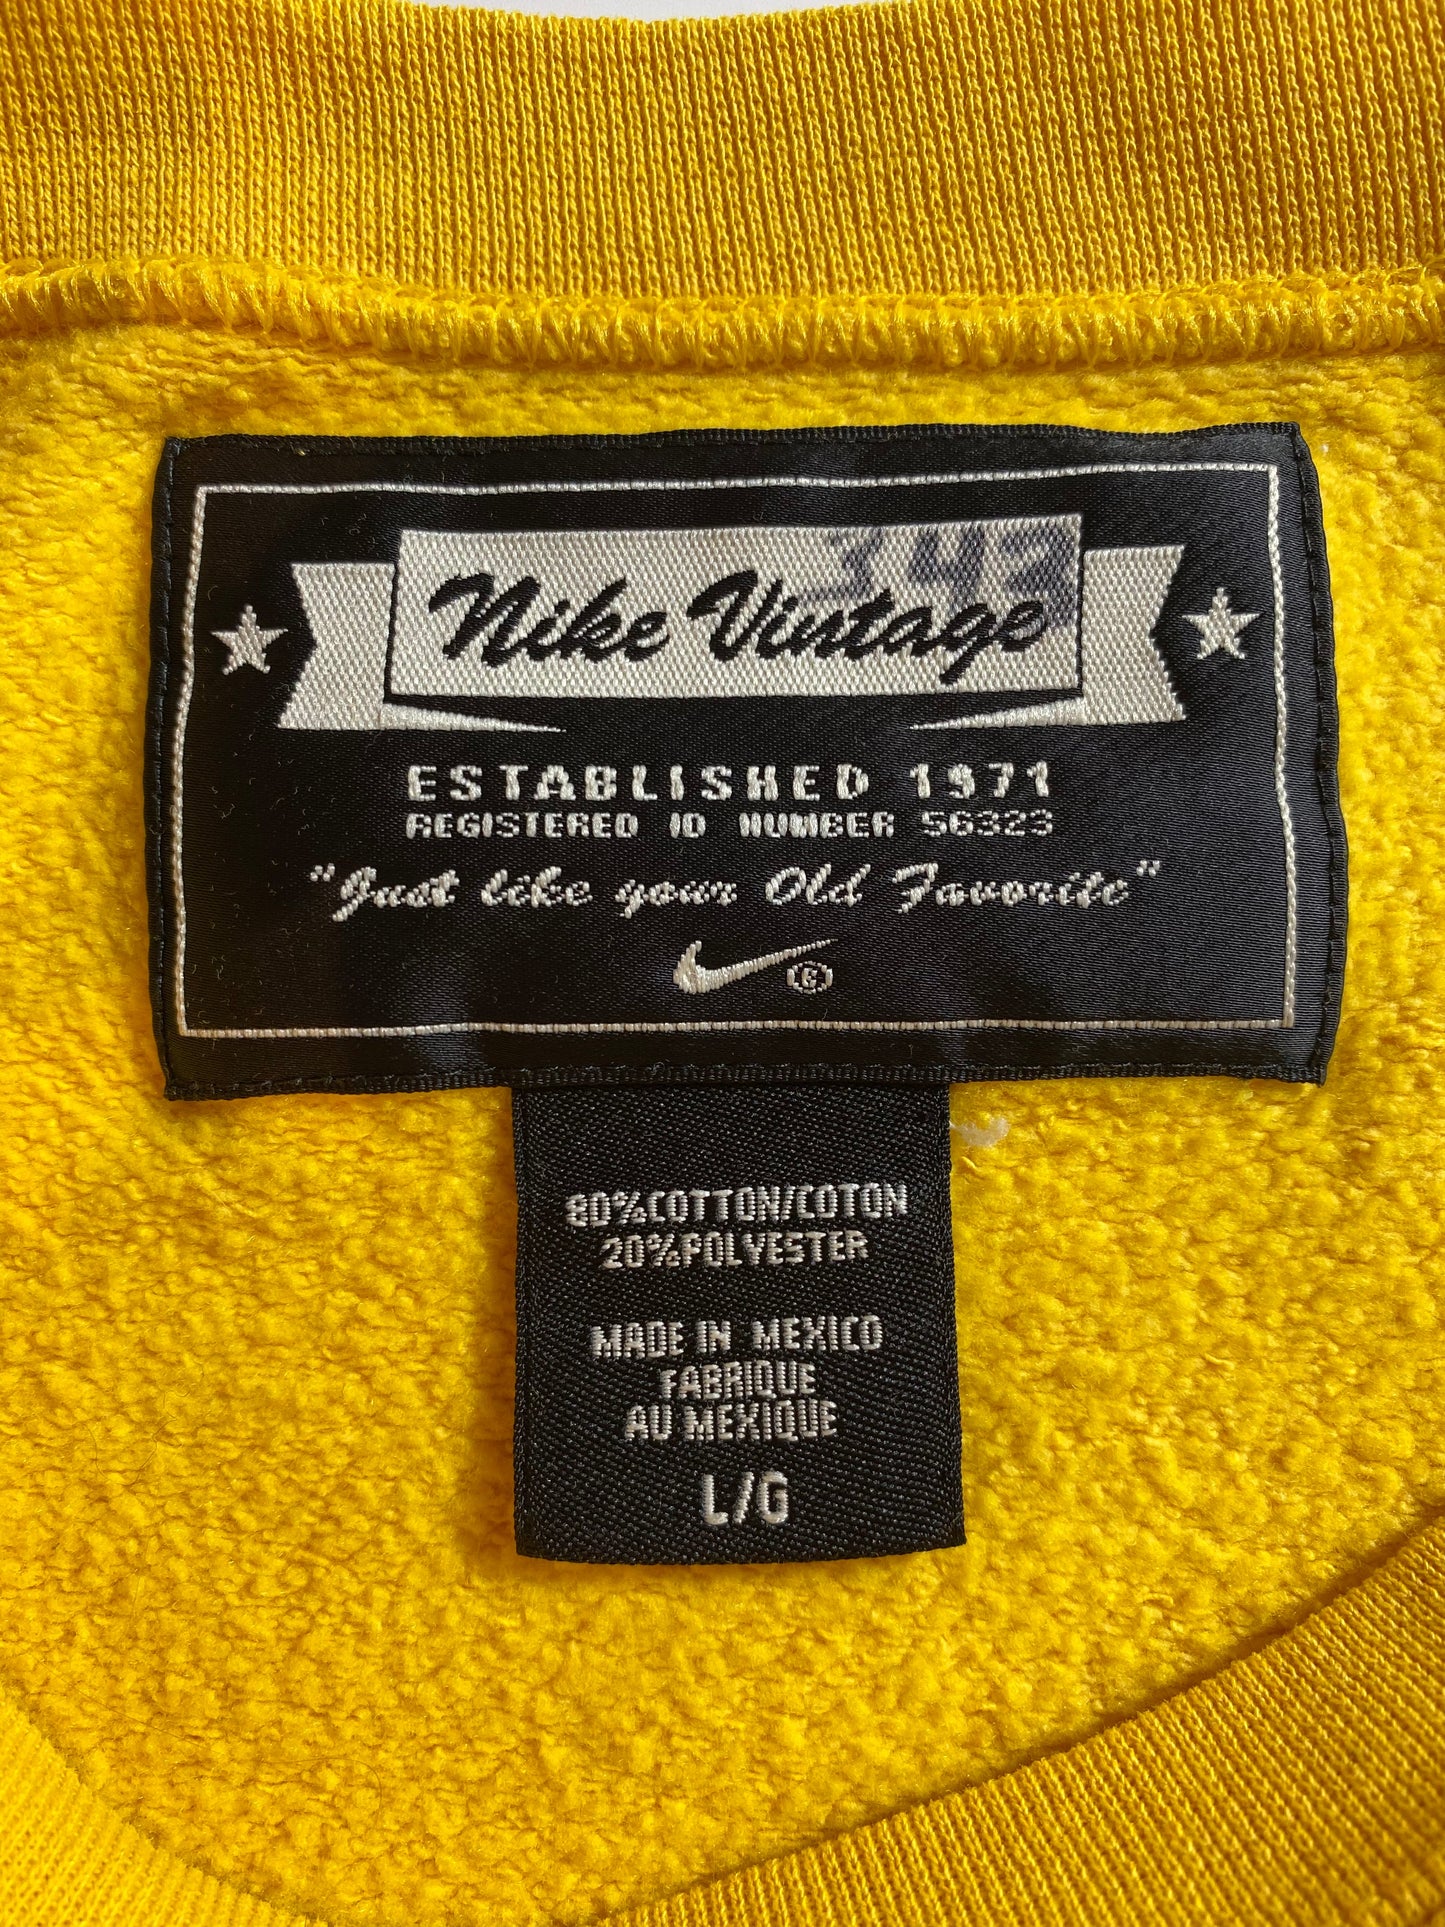 Nike Vintage
ESTABLISHED 1971
REGISTERED ID NUMBER 56323
"Just like your Old Favorite"
®
80%COTTON/COTON
20%POLYESTER
MADE IN MEXICO
FABRIQUE
AU MEXIQUE
L/G